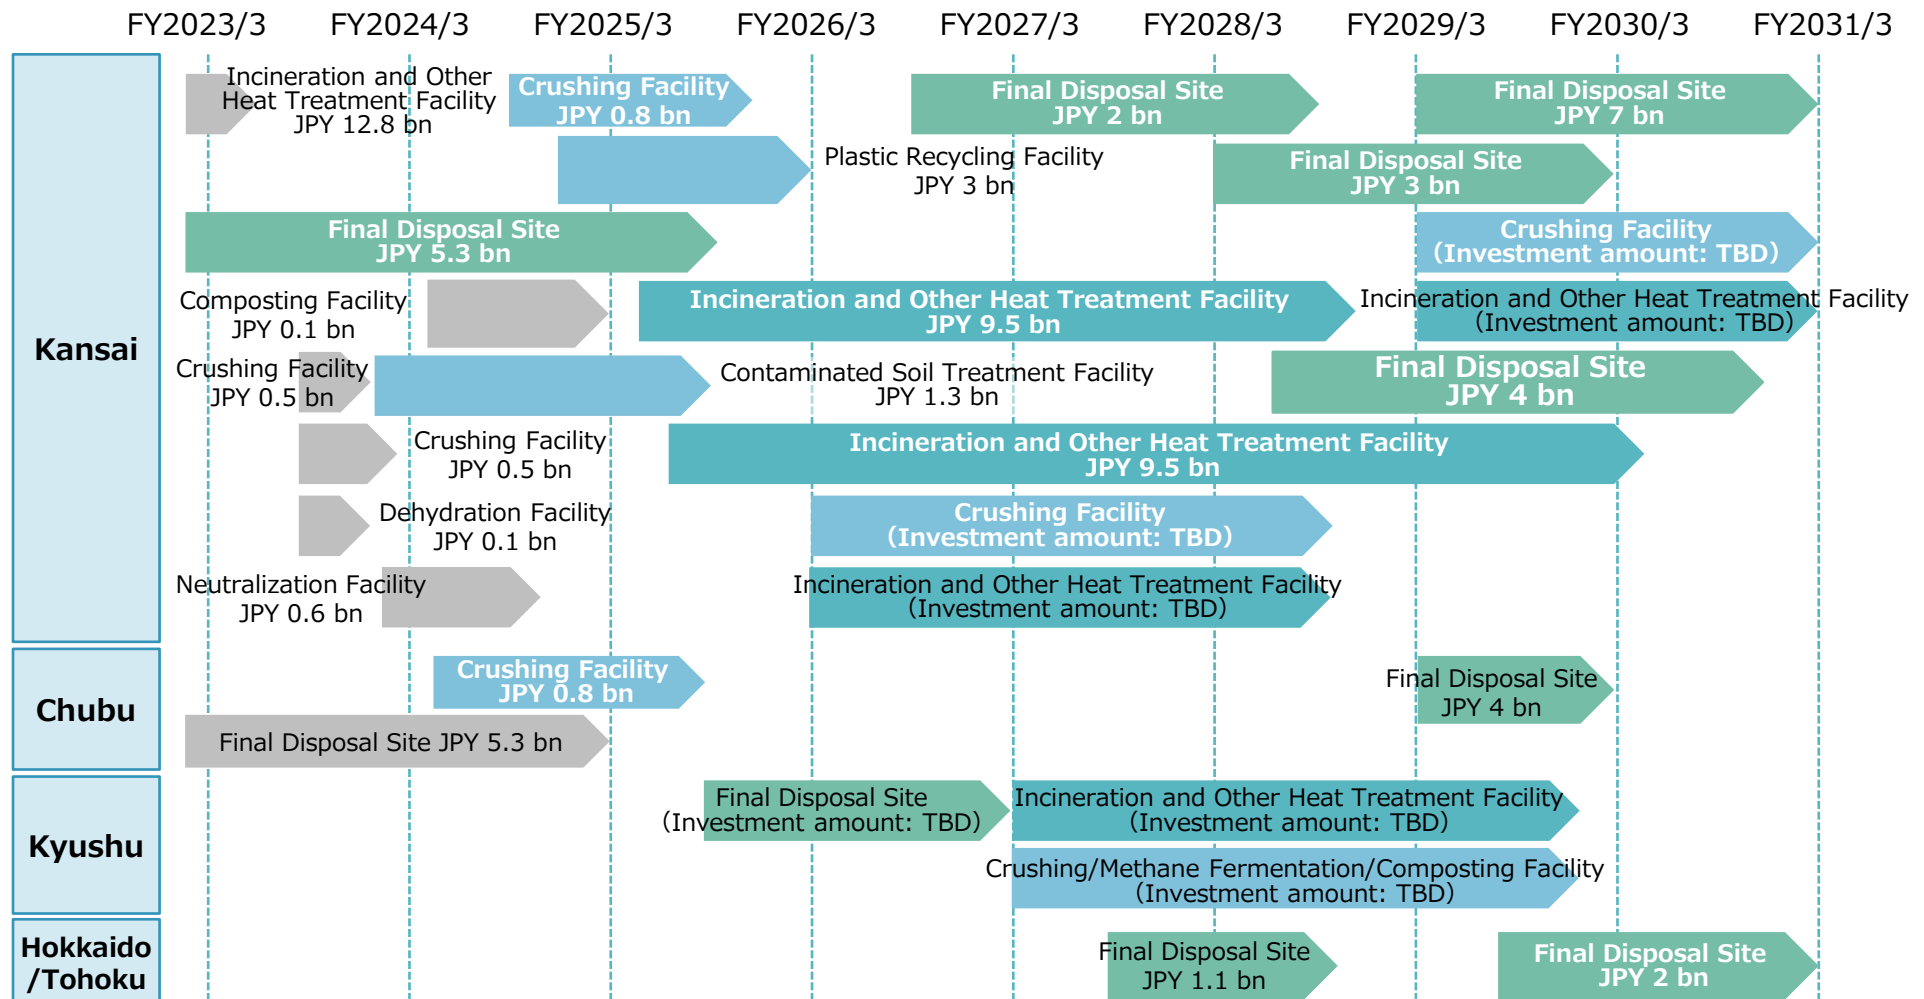 FY2023/3 FY2024/3 FY2025/3 FY2026/3 FY2027/3 FY2028/3 FY2029/3 FY2030/3 FY2031/3
Kansai
Incineration and Other
Heat Treatment Facility
JPY 12.8 bn
Crushing Facility
JPY 0.8 bn
Final Disposal Site
JPY 2 bn
Final Disposal Site
JPY 7 bn
Plastic Recycling Facility
JPY 3 bn
Final Disposal Site
JPY 3 bn
Final Disposal Site
JPY 5.3 bn
Crushing Facility
(Investment amount: TBD)
Composting Facility
JPY 0.1 bn
Incineration and Other Heat Treatment Facility
JPY 9.5 bn
Incineration and Other Heat Treatment Facility
(Investment amount: TBD)
Crushing Facility
JPY 0.5 bn
Contaminated Soil Treatment Facility
JPY 1.3 bn
Final Disposal Site
JPY 4 bn
Crushing Facility
JPY 0.5 bn
Incineration and Other Heat Treatment Facility
JPY 9.5 bn
Dehydration Facility
JPY 0.1 bn
Crushing Facility
(Investment amount: TBD)
Neutralization Facility
JPY 0.6 bn
Incineration and Other Heat Treatment Facility
(Investment amount: TBD)
Chubu
Crushing Facility
JPY 0.8 bn
Final Disposal Site
JPY 4 bn
Final Disposal Site JPY 5.3 bn
Kyushu
Final Disposal Site
(Investment amount: TBD)
Incineration and Other Heat Treatment Facility
(Investment amount: TBD)
Crushing/Methane Fermentation/Composting Facility
(Investment amount: TBD)
Hokkaido
/Tohoku
Final Disposal Site
JPY 1.1 bn
Final Disposal Site
JPY 2 bn